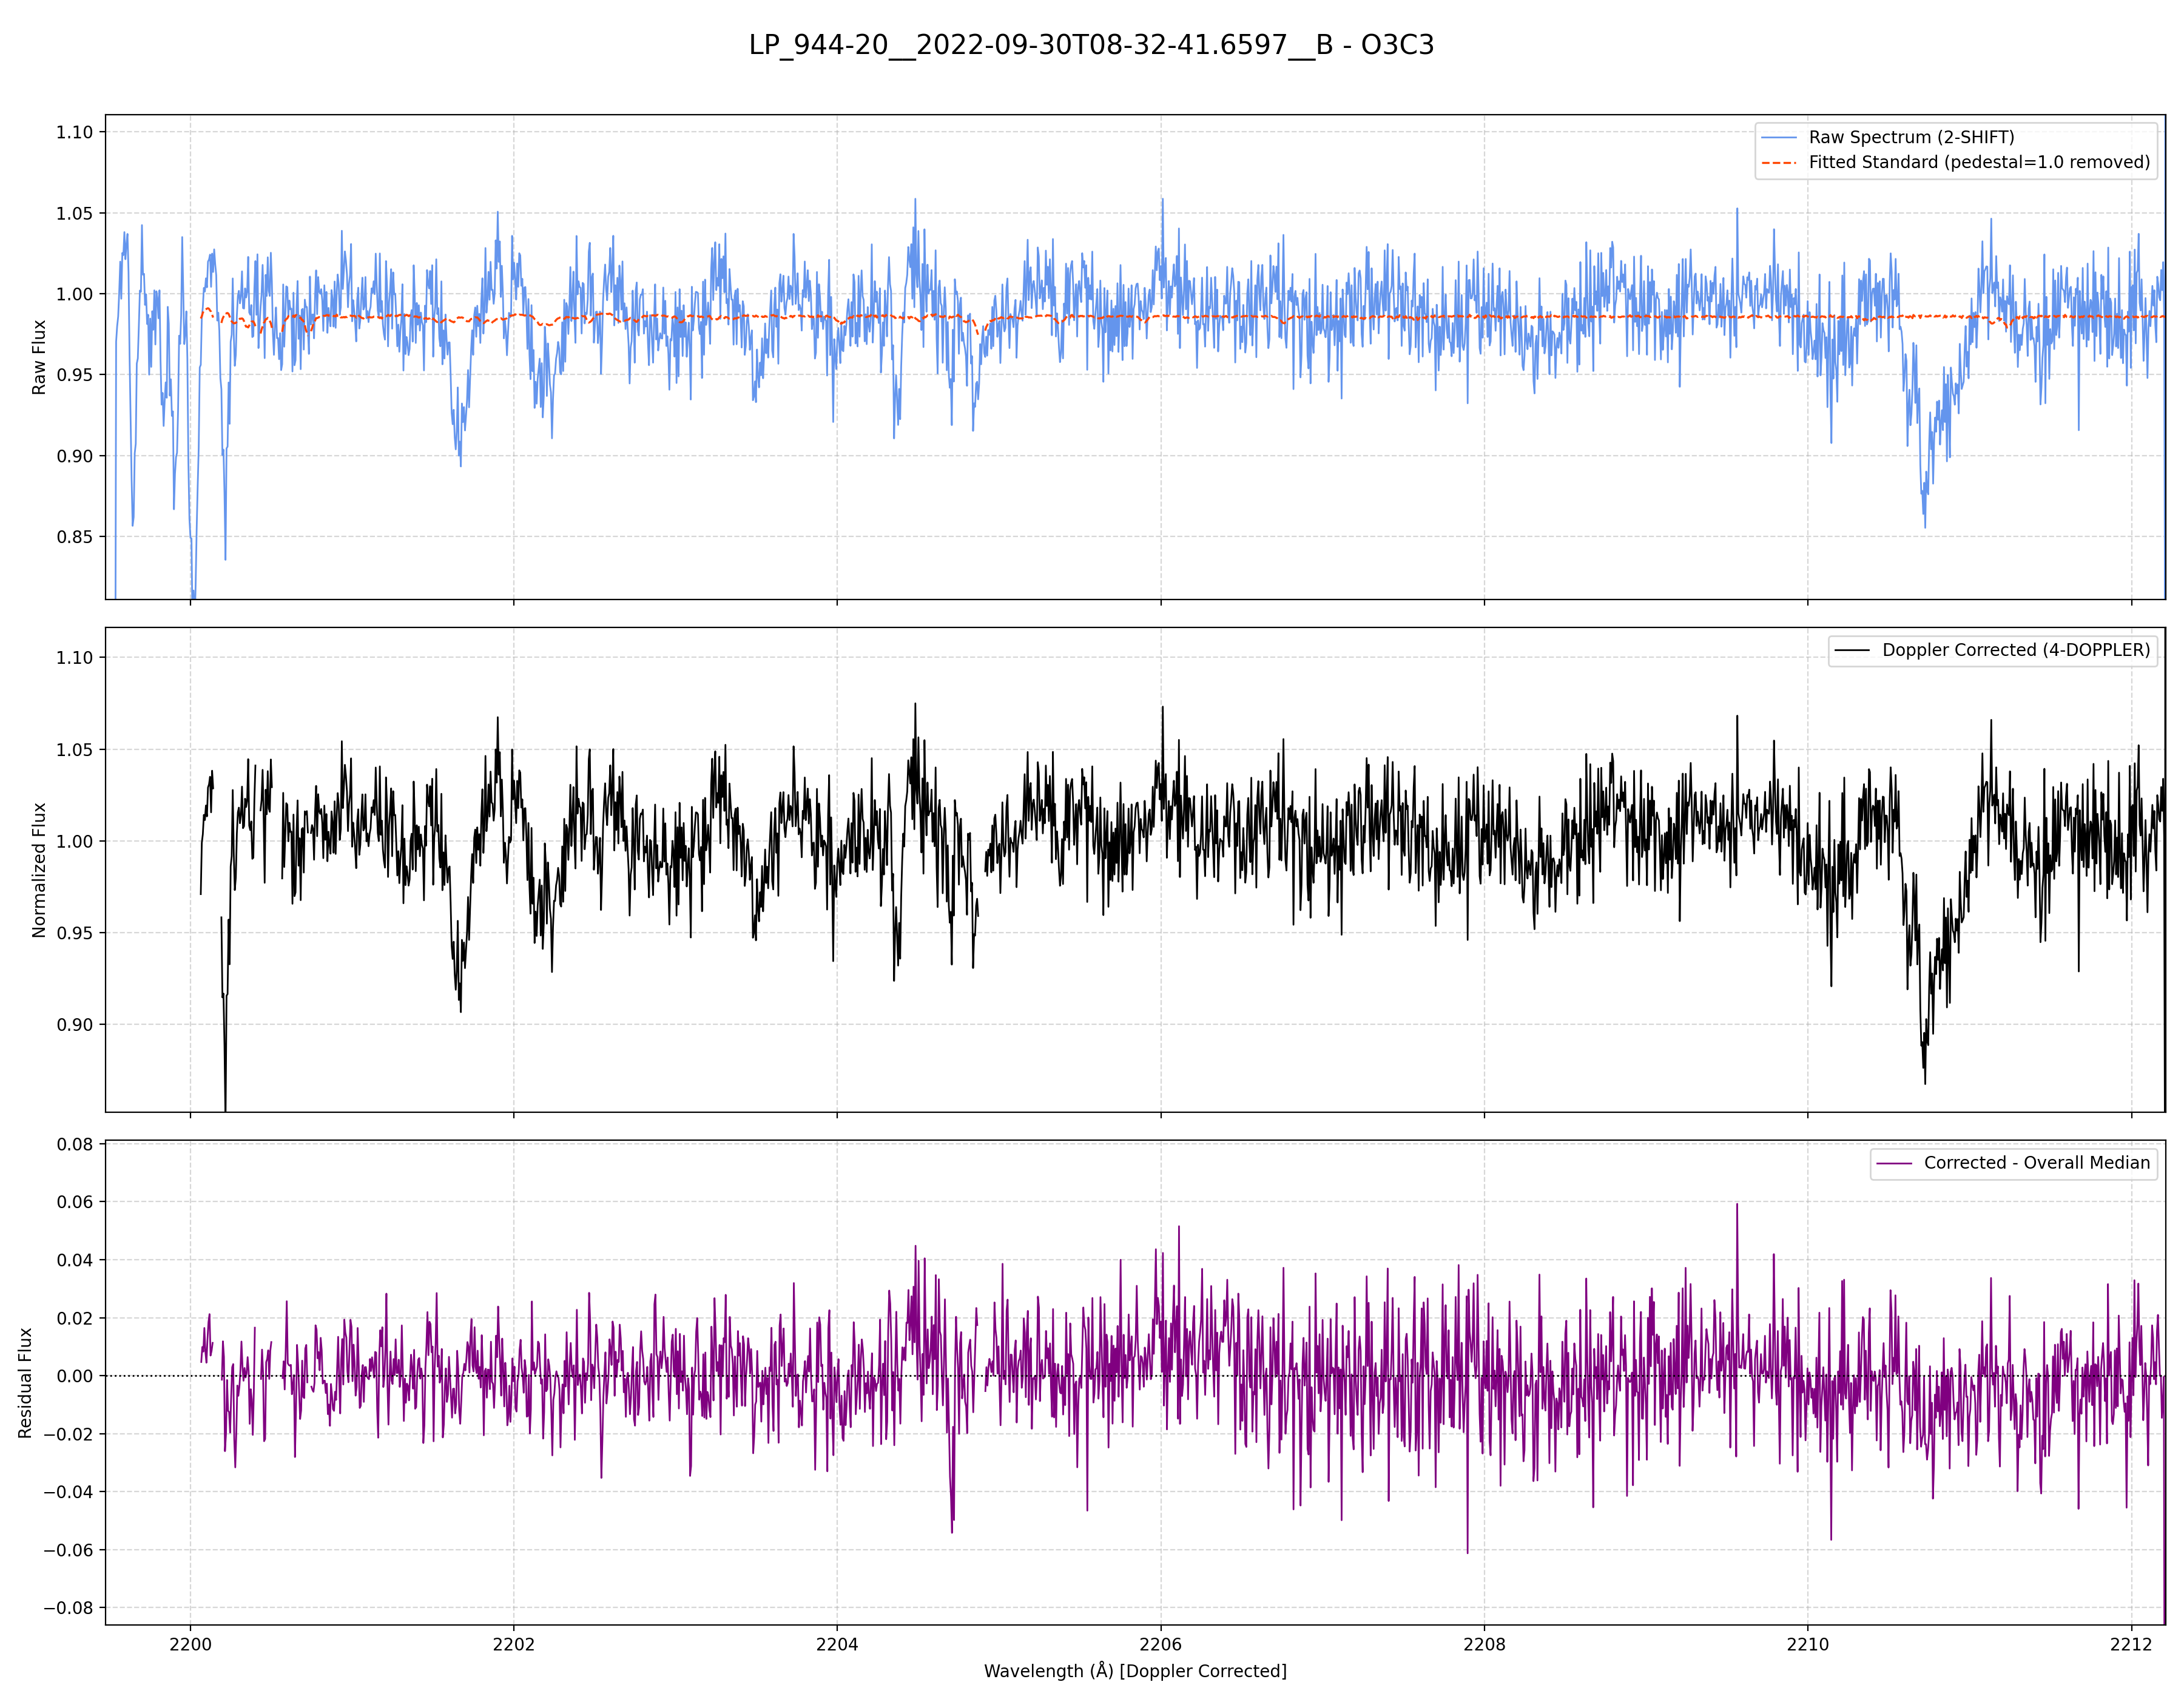 LP_944-20__2022-09-30T08-32-41.6597__B - O3C3
1.10
1.05
1.00
0.95
0.90
0.85
Raw Flux
Raw Spectrum (2-SHIFT)
Fitted Standard (pedestal=1.0 removed)
1.10
1.05
1.00
0.95
0.90
Normalized Flux
Doppler Corrected (4-DOPPLER)
0.08
0.06
0.04
0.02
0.00
−0.02
−0.04
−0.06
−0.08
Residual Flux
Corrected - Overall Median
2200 2202 2204 2206 2208 2210 2212
Wavelength (Å) [Doppler Corrected]